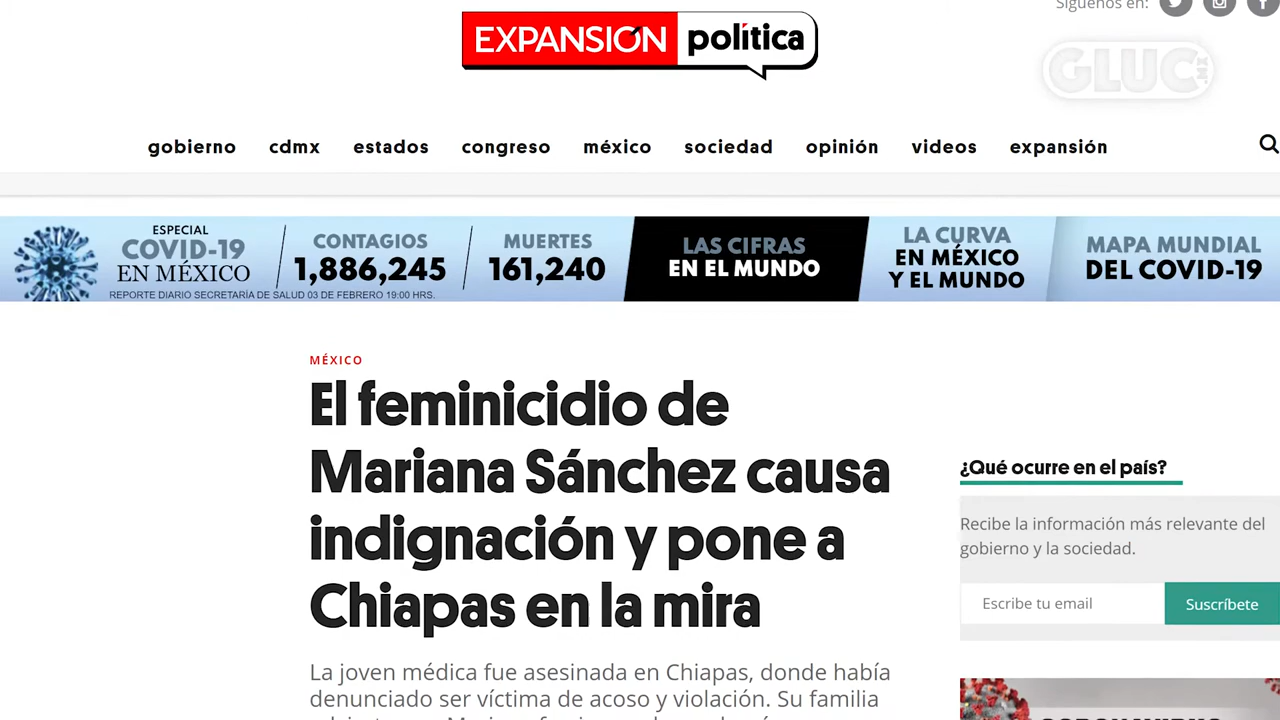 Síguenos en:
EXPANSIÓN política
GLUC.MX
gobierno cdmx estados congreso méxico sociedad opinión videos expansión
ESPECIAL
COVID-19
EN MÉXICO
CONTAGIOS
1,886,245
MUERTES
161,240
REPORTE DIARIO SECRETARÍA DE SALUD 03 DE FEBRERO 19:00 HRS.
LAS CIFRAS
EN EL MUNDO
LA CURVA
EN MÉXICO
Y EL MUNDO
MAPA MUNDIAL
DEL COVID-19
MÉXICO
El feminicidio de
Mariana Sánchez causa
indignación y pone a
Chiapas en la mira
La joven médica fue asesinada en Chiapas, donde había
denunciado ser víctima de acoso y violación. Su familia
¿Qué ocurre en el país?
Recibe la información más relevante del
gobierno y la sociedad.
Escribe tu email
Suscríbete